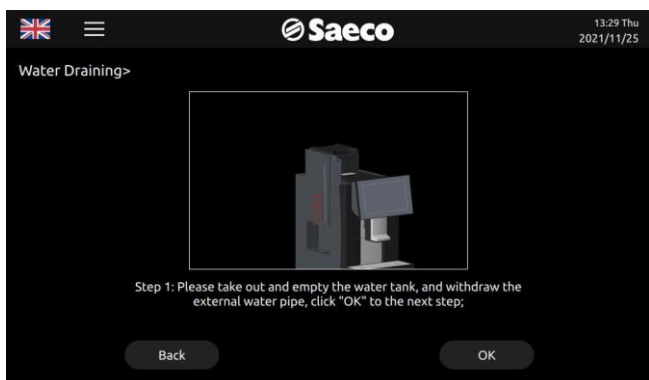 Saeco
13:29 Thu
2021/11/25
Water Draining>
Step 1: Please take out and empty the water tank, and withdraw the
external water pipe, click "OK" to the next step;
Back
OK